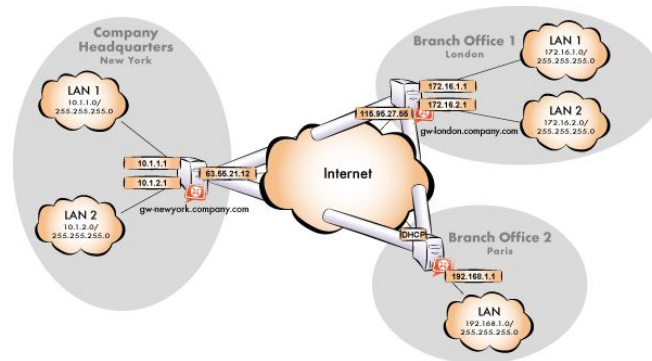 Company
Headquarters
New York
LAN 1
10.1.1.0/
255.255.255.0
10.1.1.1
10.1.2.1
63.55.21.12
gw-newyork.company.com
LAN 2
10.1.2.0/
255.255.255.0
Internet
Branch Office 1
London
LAN 1
172.16.1.0/
255.255.255.0
172.16.1.1
172.16.2.1
115.95.27.55
gw-london.company.com
LAN 2
172.16.2.0/
255.255.255.0
Branch Office 2
Paris
DHCP
192.168.1.1
LAN
192.168.1.0/
255.255.255.0